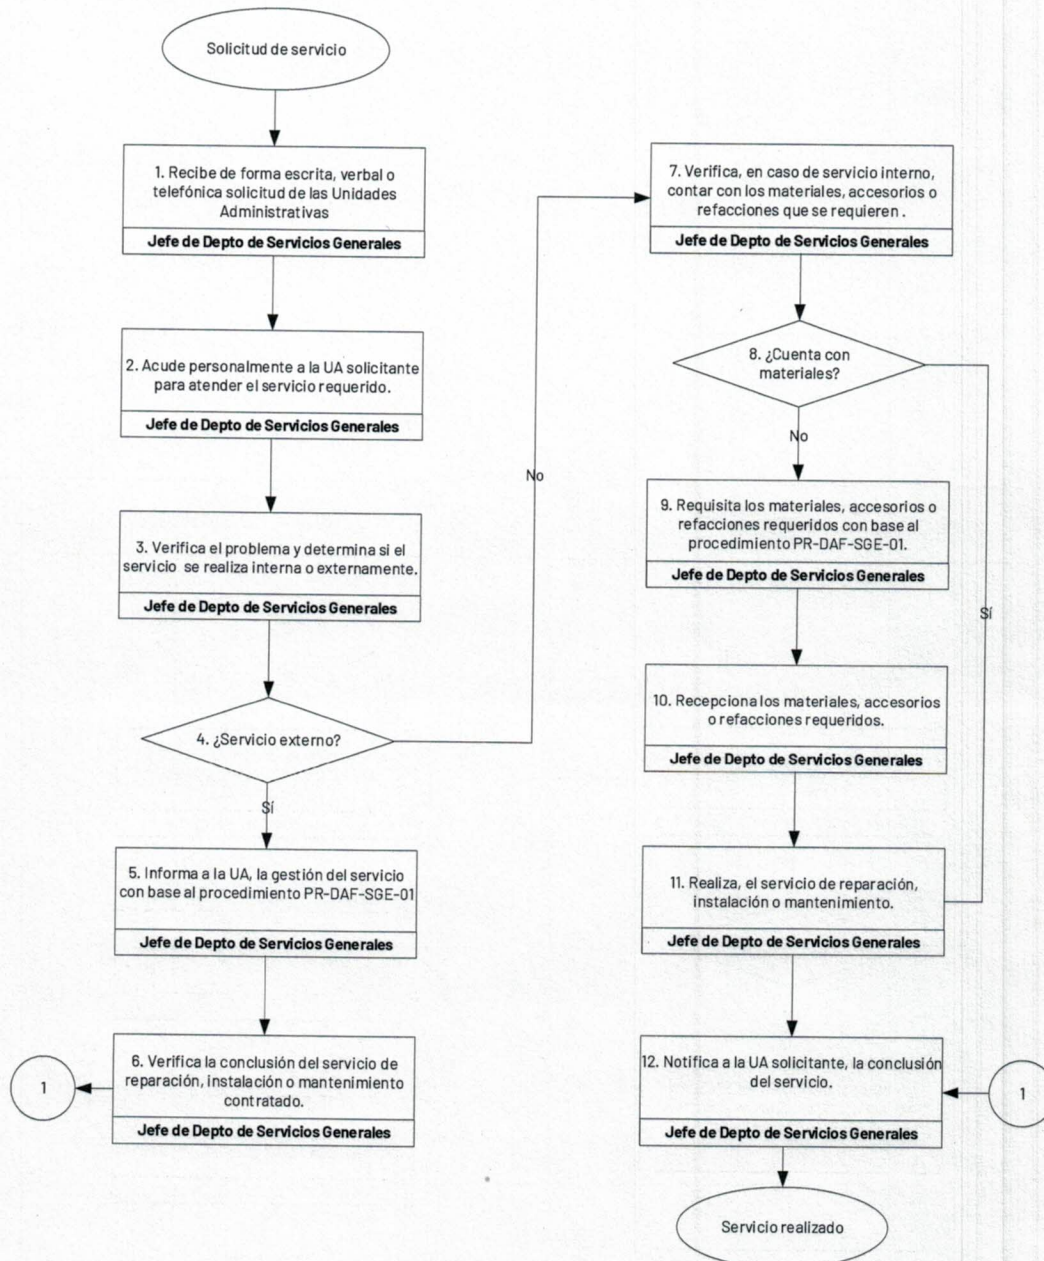 Solicitud de servicio
1. Recibe de forma escrita, verbal o
telefónica solicitud de las Unidades
Administrativas
Jefe de Depto de Servicios Generales
2. Acude personalmente a la UA solicitante
para atender el servicio requerido.
Jefe de Depto de Servicios Generales
3. Verifica el problema y determina si el
servicio se realiza interna o externamente.
Jefe de Depto de Servicios Generales
4. ¿Servicio externo?
No
Sí
5. Informa a la UA, la gestión del servicio
con base al procedimiento PR-DAF-SGE-01
Jefe de Depto de Servicios Generales
6. Verifica la conclusión del servicio de
reparación, instalación o mantenimiento
contratado.
Jefe de Depto de Servicios Generales
1
7. Verifica, en caso de servicio interno,
contar con los materiales, accesorios o
refacciones que se requieren .
Jefe de Depto de Servicios Generales
8. ¿Cuenta con
materiales?
No
Sí
9. Requisita los materiales, accesorios o
refacciones requeridos con base al
procedimiento PR-DAF-SGE-01.
Jefe de Depto de Servicios Generales
10. Recepciona los materiales, accesorios
o refacciones requeridos.
Jefe de Depto de Servicios Generales
11. Realiza, el servicio de reparación,
instalación o mantenimiento.
Jefe de Depto de Servicios Generales
12. Notifica a la UA solicitante, la conclusión
del servicio.
Jefe de Depto de Servicios Generales
1
Servicio realizado